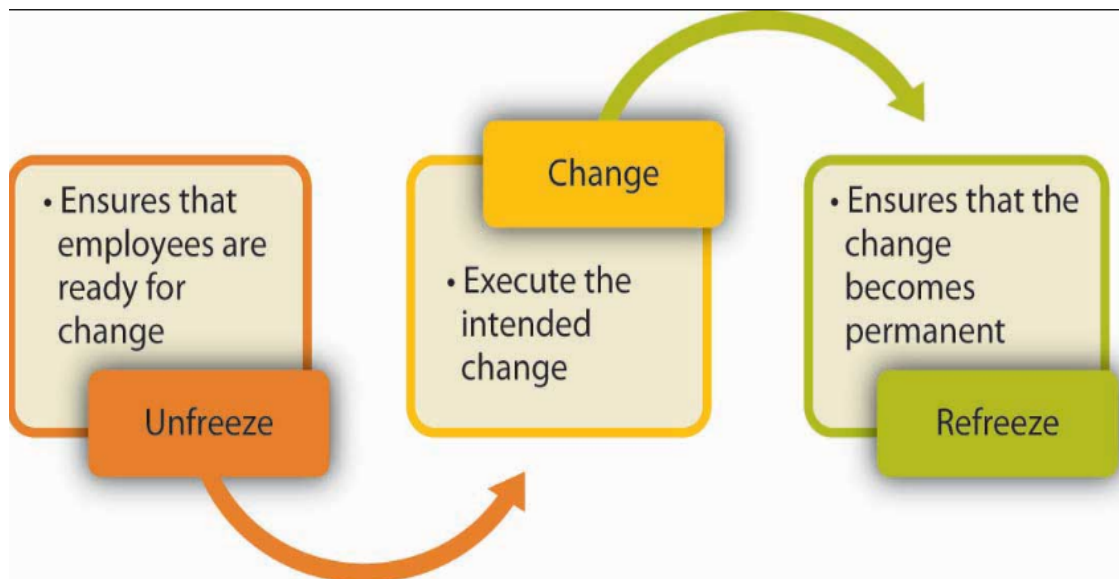 • Ensures that
employees are
ready for
change
Unfreeze
Change
• Execute the
intended
change
• Ensures that the
change
becomes
permanent
Refreeze